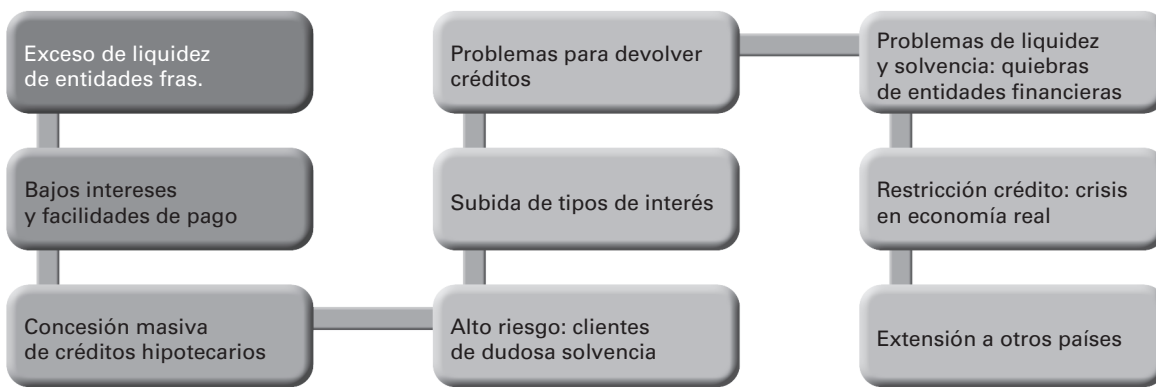 Exceso de liquidez
de entidades fras.
Bajos intereses
y facilidades de pago
Concesión masiva
de créditos hipotecarios
Alto riesgo: clientes
de dudosa solvencia
Subida de tipos de interés
Problemas para devolver
créditos
Problemas de liquidez
y solvencia: quiebras
de entidades financieras
Restricción crédito: crisis
en economía real
Extensión a otros países